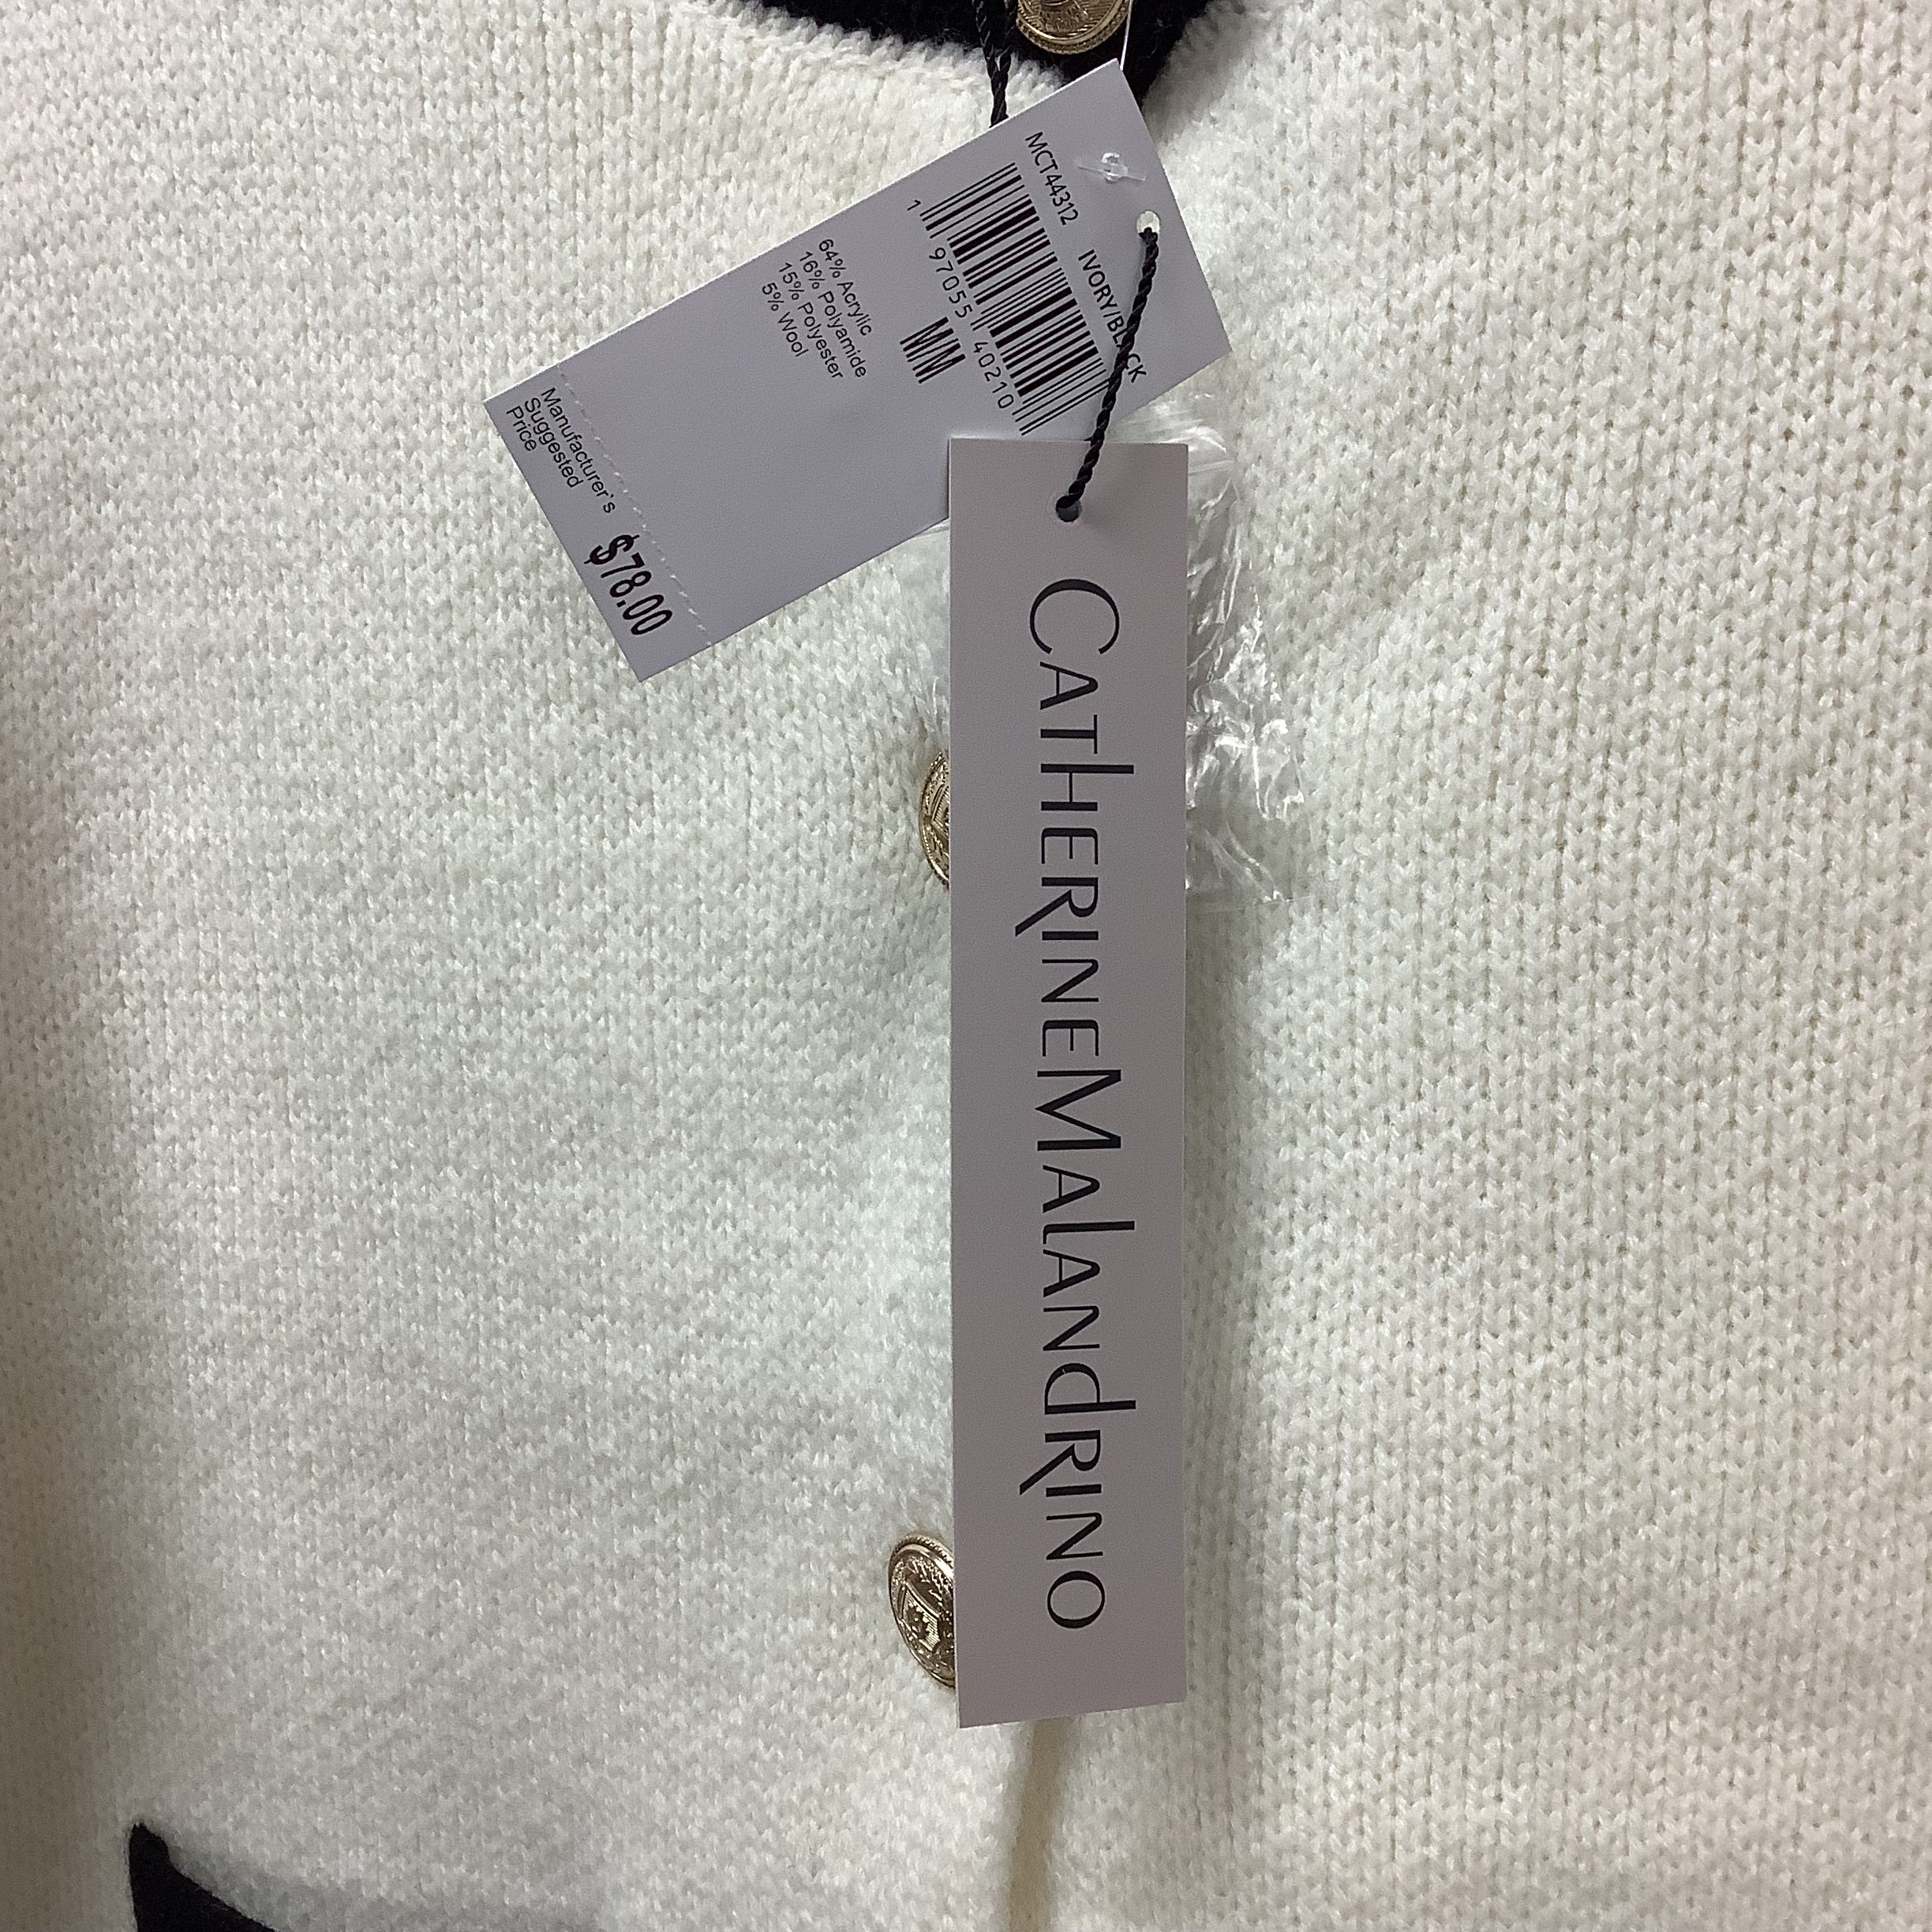 MCT44312
IVORY/BLACK
1 97055 40210
MM
64% Acrylic
16% Polyamide
15% Polyester
5% Wool
Manufacturer's
Suggested
Price
$78.00
CATHERINEMALANDRINO